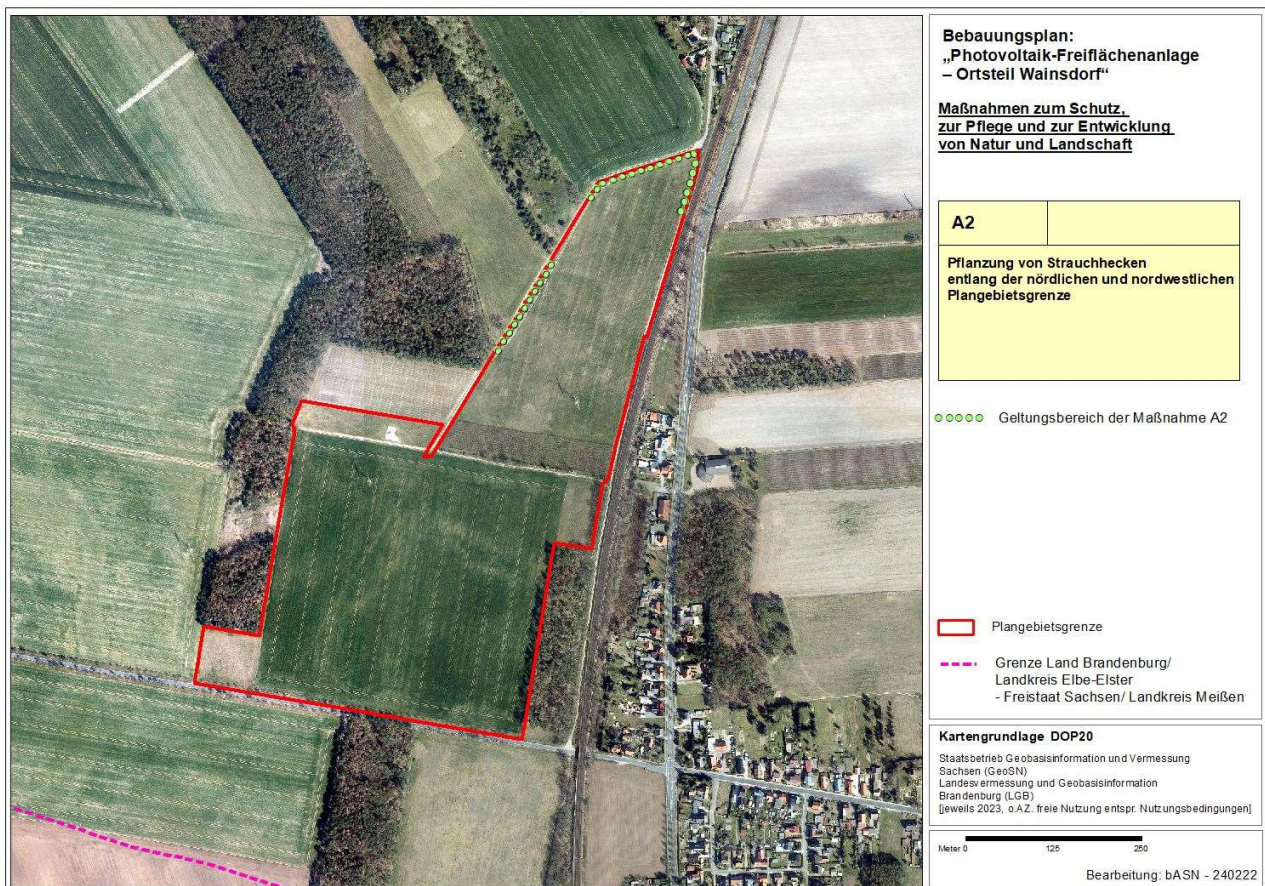 Bebauungsplan:
„Photovoltaik-Freiflächenanlage
– Ortsteil Wainsdorf“
Maßnahmen zum Schutz,
zur Pflege und zur Entwicklung
von Natur und Landschaft
A2
Pflanzung von Strauchhecken
entlang der nördlichen und nordwestlichen
Plangebietsgrenze
Geltungsbereich der Maßnahme A2
Plangebietsgrenze
Grenze Land Brandenburg/
Landkreis Elbe-Elster
- Freistaat Sachsen/ Landkreis Meißen
Kartengrundlage DOP20
Staatsbetrieb Geobasisinformation und Vermessung
Sachsen (GeoSN)
Landesvermessung und Geobasisinformation
Brandenburg (LGB)
[jeweils 2023, o.AZ. freie Nutzung entspr. Nutzungsbedingungen]
Meter 0 125 250
Bearbeitung: bASN - 240222